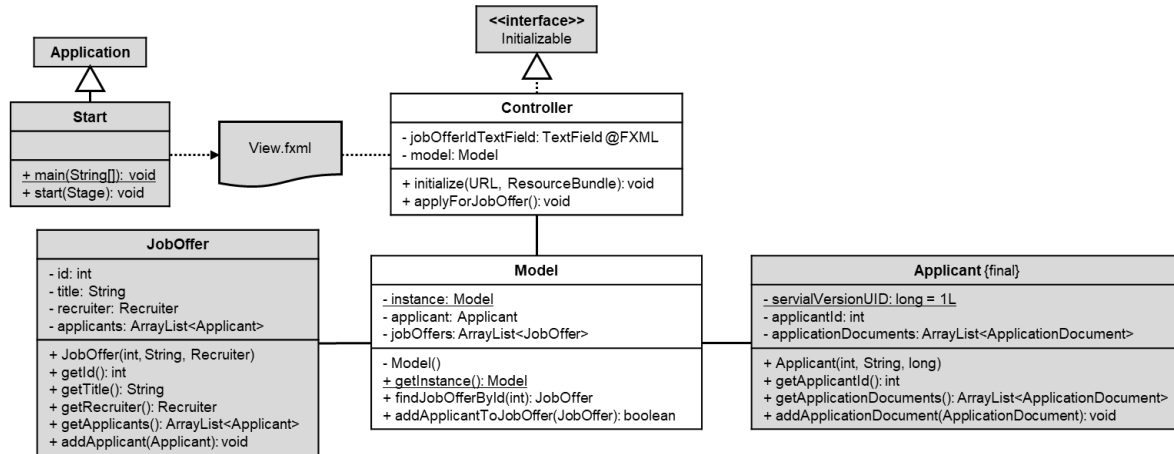 <<interface>>
Initializable
Application
Start
+ main(String[]): void
+ start(Stage): void
View.fxml
Controller
- jobOfferIdTextField: TextField @FXML
- model: Model
+ initialize(URL, ResourceBundle): void
+ applyForJobOffer(): void
JobOffer
- id: int
- title: String
- recruiter: Recruiter
- applicants: ArrayList<Applicant>
+ JobOffer(int, String, Recruiter)
+ getId(): int
+ getTitle(): String
+ getRecruiter(): Recruiter
+ getApplicants(): ArrayList<Applicant>
+ addApplicant(Applicant): void
Model
- instance: Model
- applicant: Applicant
- jobOffers: ArrayList<JobOffer>
- Model()
+ getInstance(): Model
+ findJobOfferById(int): JobOffer
+ addApplicantToJobOffer(JobOffer): boolean
Applicant {final}
- servialVersionUID: long = 1L
- applicantId: int
- applicationDocuments: ArrayList<ApplicationDocument>
+ Applicant(int, String, long)
+ getApplicantId(): int
+ getApplicationDocuments(): ArrayList<ApplicationDocument>
+ addApplicationDocument(ApplicationDocument): void